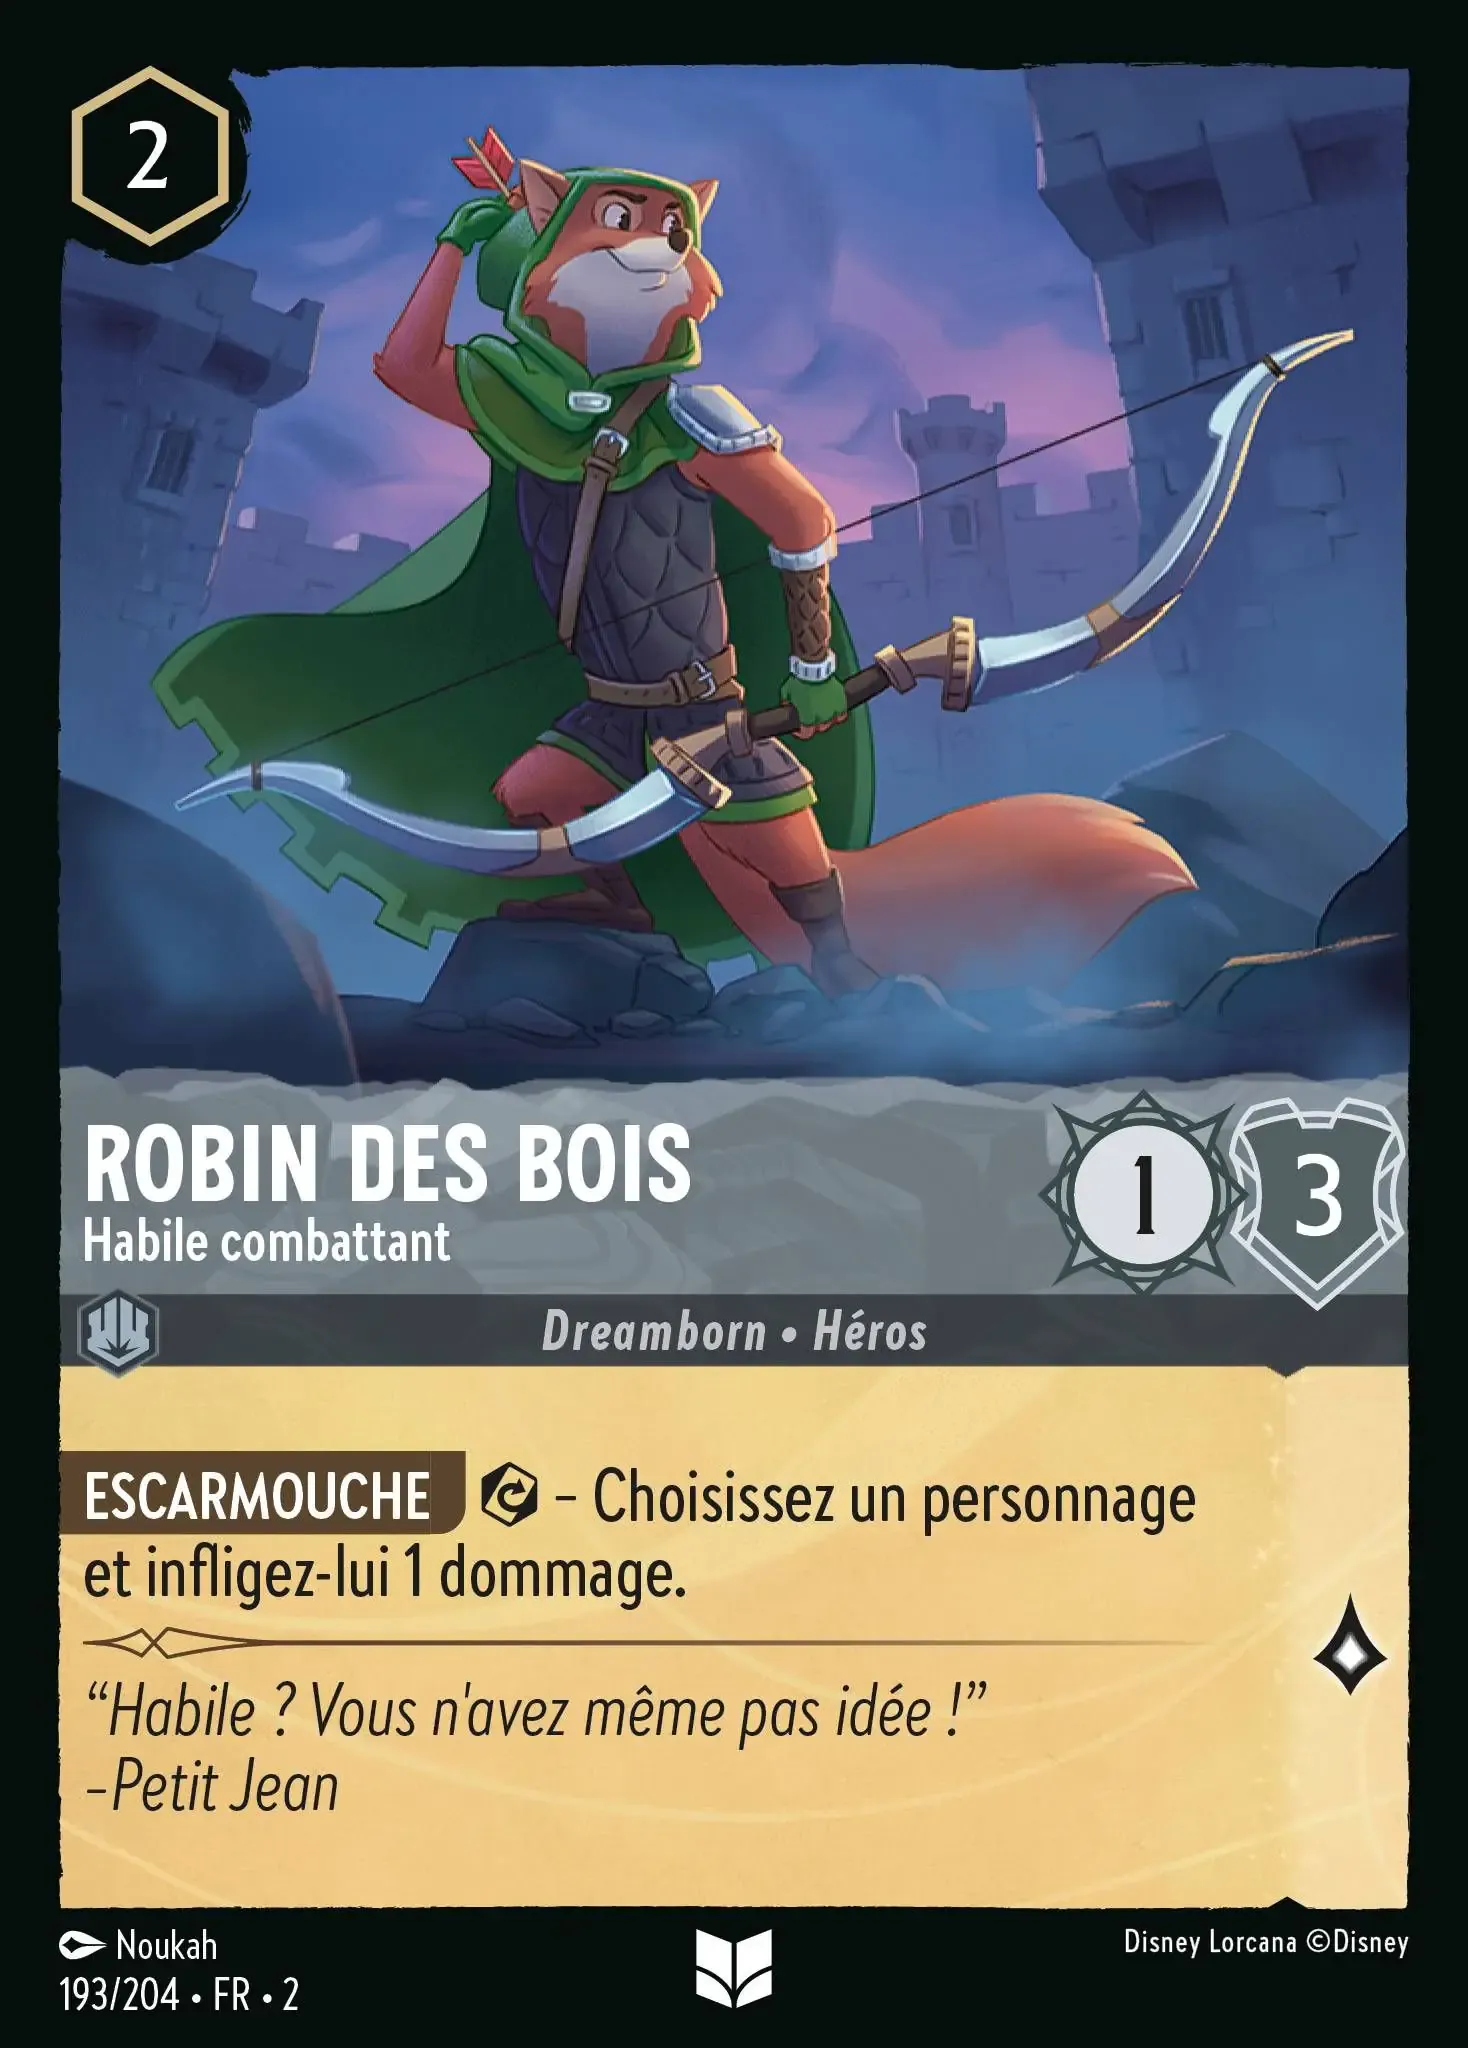 2
ROBIN DES BOIS
Habile combattant
1
3
Dreamborn • Héros
ESCARMOUCHE – Choisissez un personnage
et infligez-lui 1 dommage.
“Habile ? Vous n'avez même pas idée !”
–Petit Jean
Noukah
193/204 • FR • 2
Disney Lorcana ©Disney